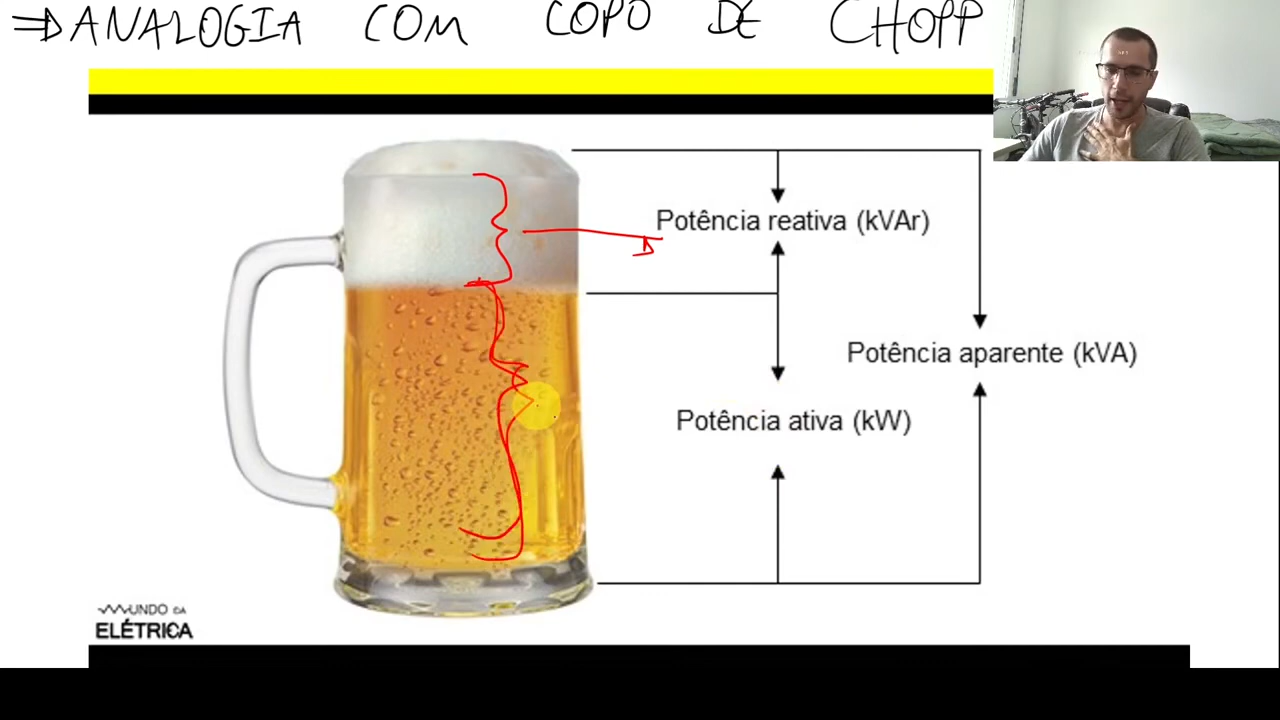 ⇒ ANALOGIA COM COPO DE CHOPP
Potência reativa (kVAr)
Potência aparente (kVA)
Potência ativa (kW)
MUNDO DA
ELÉTRICA